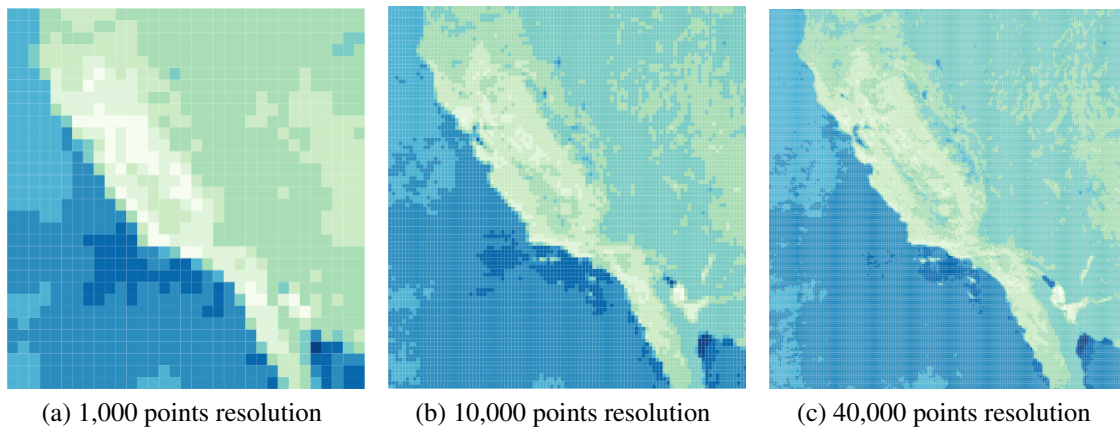 (a) 1,000 points resolution
(b) 10,000 points resolution
(c) 40,000 points resolution